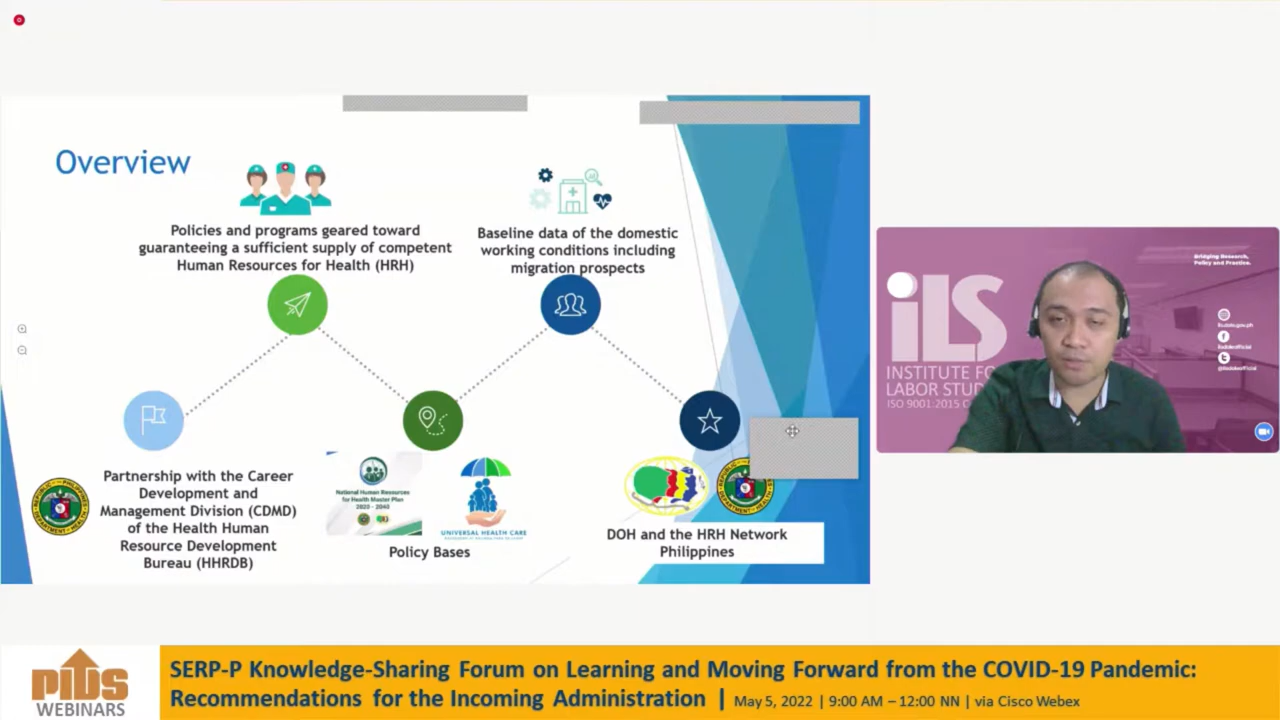 Overview
Policies and programs geared toward
guaranteeing a sufficient supply of competent
Human Resources for Health (HRH)
Baseline data of the domestic
working conditions including
migration prospects
Partnership with the Career
Development and
Management Division (CDMD)
of the Health Human
Resource Development
Bureau (HHRDB)
National Human Resources
for Health Master Plan
2020 - 2040
UNIVERSAL HEALTH CARE
Policy Bases
DOH and the HRH Network
Philippines
Bridging Research,
Policy and Practice.
iLS
INSTITUTE FO
LABOR STUD
ISO 9001:2015 C
PIDS
WEBINARS
SERP-P Knowledge-Sharing Forum on Learning and Moving Forward from the COVID-19 Pandemic:
Recommendations for the Incoming Administration | May 5, 2022 | 9:00 AM – 12:00 NN | via Cisco Webex